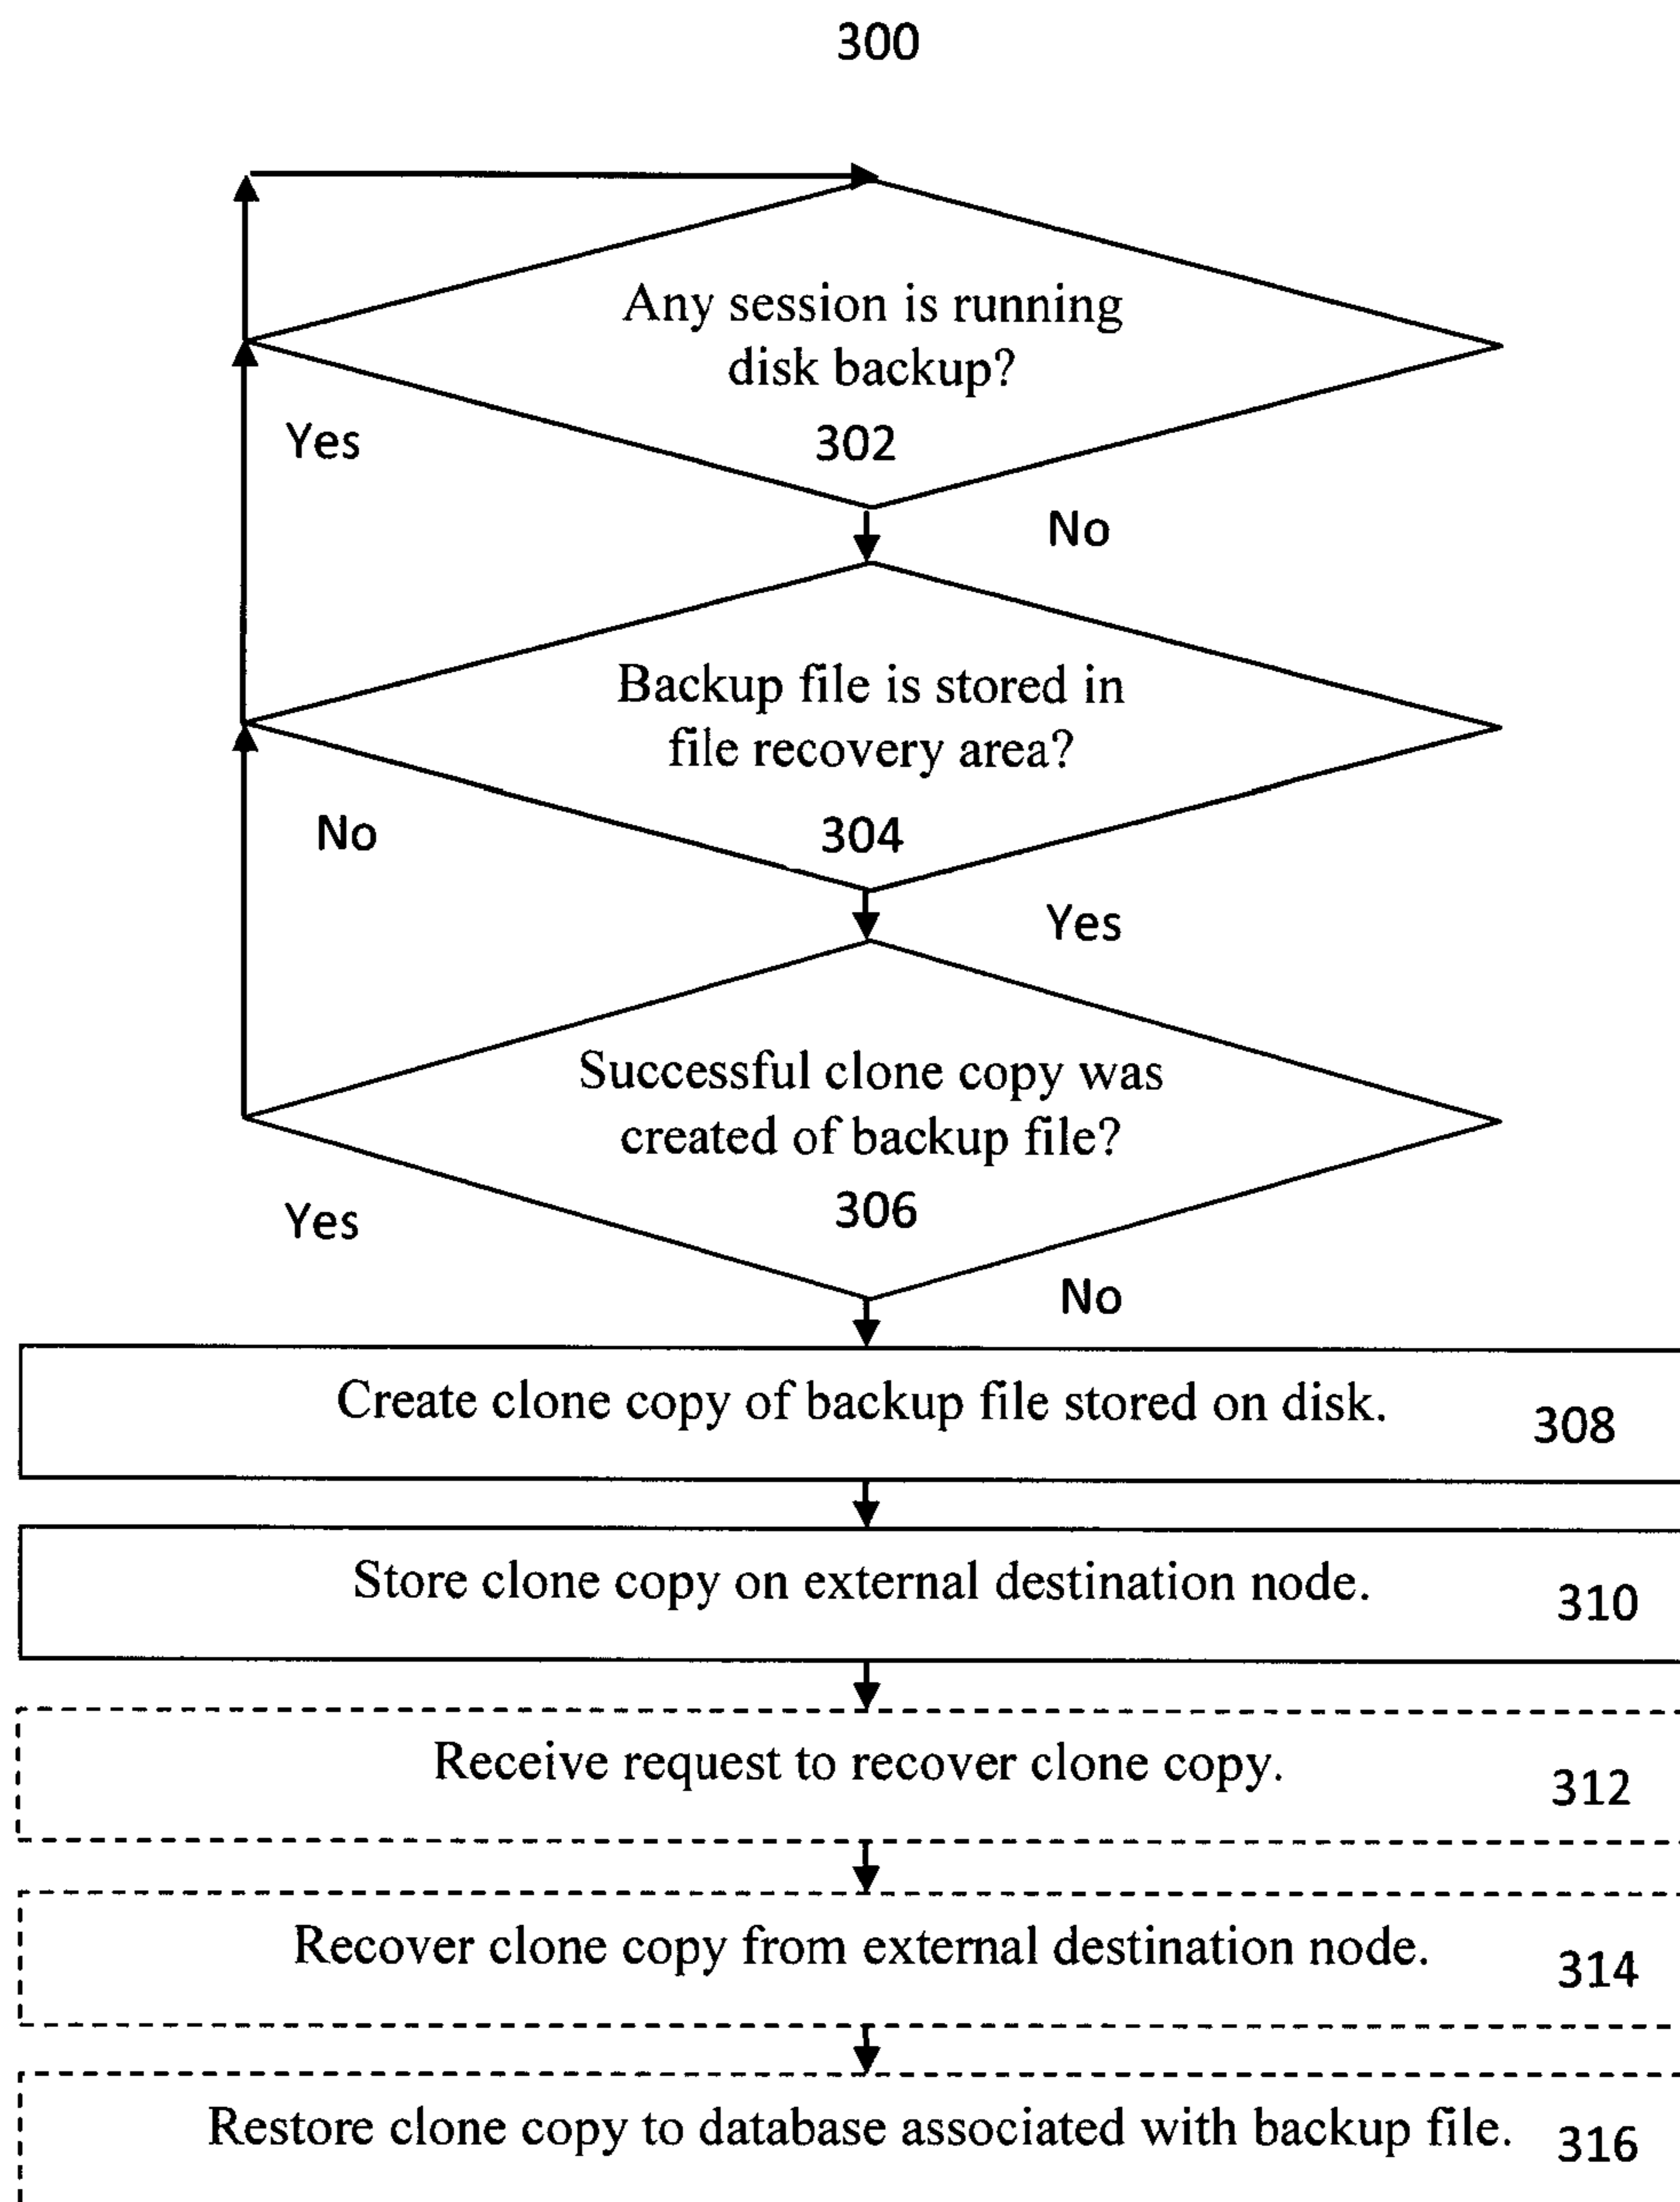 300
Any session is running
disk backup?
302
Yes
No
Backup file is stored in
file recovery area?
304
No
Yes
Successful clone copy was
created of backup file?
306
Yes
No
Create clone copy of backup file stored on disk. 308
Store clone copy on external destination node. 310
Receive request to recover clone copy. 312
Recover clone copy from external destination node. 314
Restore clone copy to database associated with backup file. 316